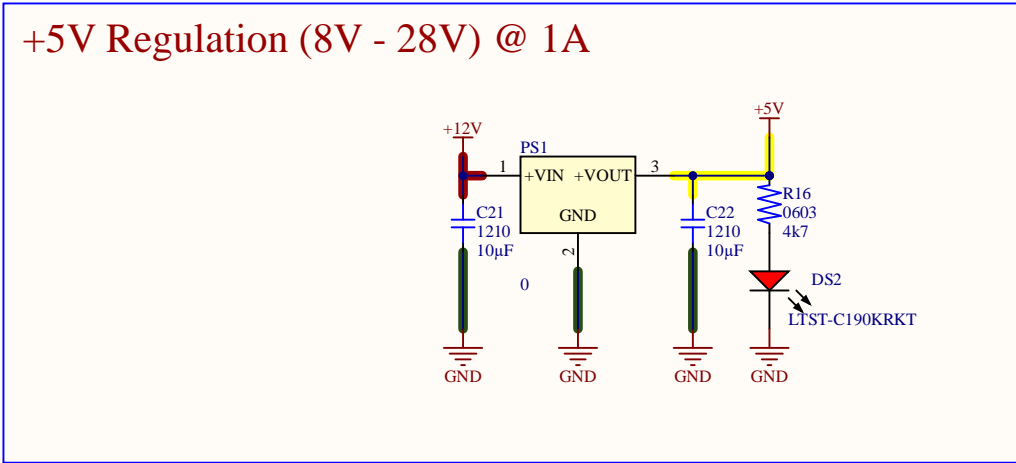 +5V Regulation (8V - 28V) @ 1A
+5V
+12V
PS1
1
+VIN +VOUT
3
GND
2
C21
1210
10µF
0
C22
1210
10µF
R16
0603
4k7
DS2
LTST-C190KRKT
GND
GND
GND
GND